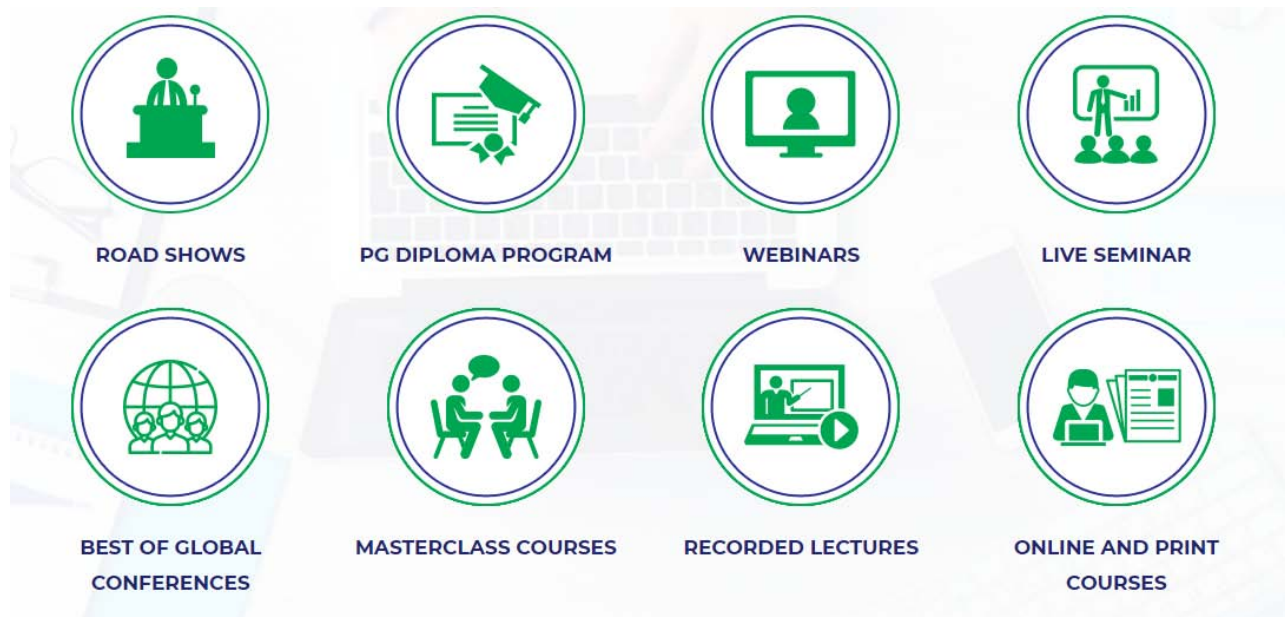 ROAD SHOWS
PG DIPLOMA PROGRAM
WEBINARS
LIVE SEMINAR
BEST OF GLOBAL
CONFERENCES
MASTERCLASS COURSES
RECORDED LECTURES
ONLINE AND PRINT
COURSES